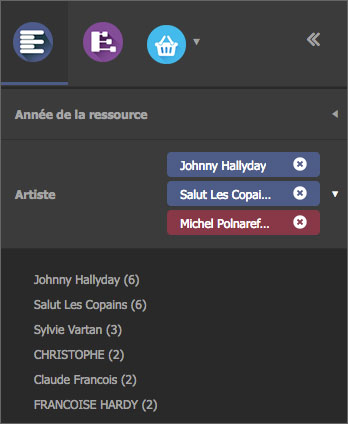 Année de la ressource
Artiste
Johnny Hallyday
Salut Les Copai...
Michel Polnaref...
Johnny Hallyday (6)
Salut Les Copains (6)
Sylvie Vartan (3)
CHRISTOPHE (2)
Claude Francois (2)
FRANCOISE HARDY (2)